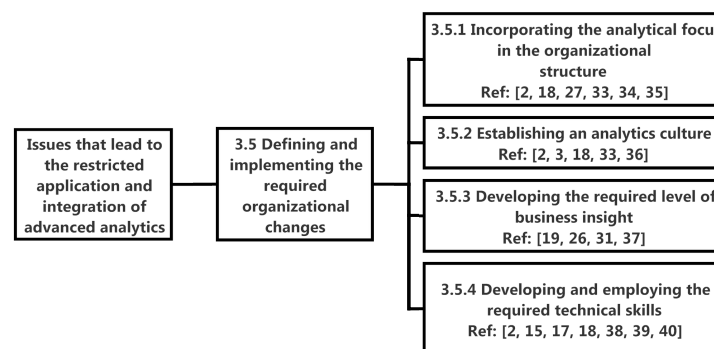 Issues that lead to
the restricted
application and
integration of
advanced analytics
3.5 Defining and
implementing the
required
organizational
changes
3.5.1 Incorporating the analytical focu
in the organizational
structure
Ref: [2, 18, 27, 33, 34, 35]
3.5.2 Establishing an analytics culture
Ref: [2, 3, 18, 33, 36]
3.5.3 Developing the required level of
business insight
Ref: [19, 26, 31, 37]
3.5.4 Developing and employing the
required technical skills
Ref: [2, 15, 17, 18, 38, 39, 40]